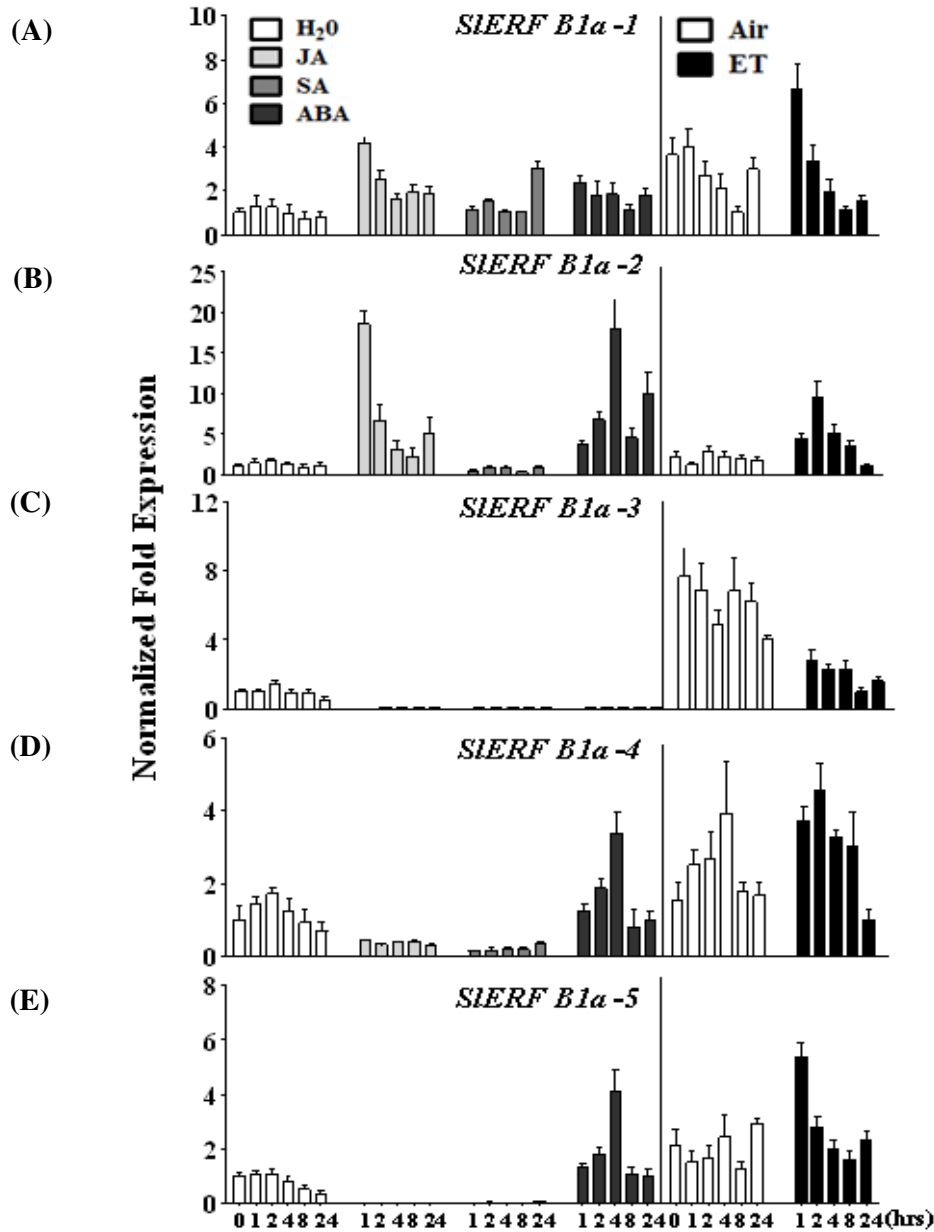 (A)
SlERF B1a -1
H₂0
JA
SA
ABA
Air
ET
10
8
6
4
2
0
(B)
SlERF B1a -2
25
20
15
10
5
0
Normalized Fold Expression
(C)
SlERF B1a -3
12
8
4
0
(D)
SlERF B1a -4
6
4
2
0
(E)
SlERF B1a -5
8
6
4
2
0
0 1 2 4 8 24 1 2 4 8 24 1 2 4 8 24 1 2 4 8 24 0 1 2 4 8 24 1 2 4 8 24 (hrs)